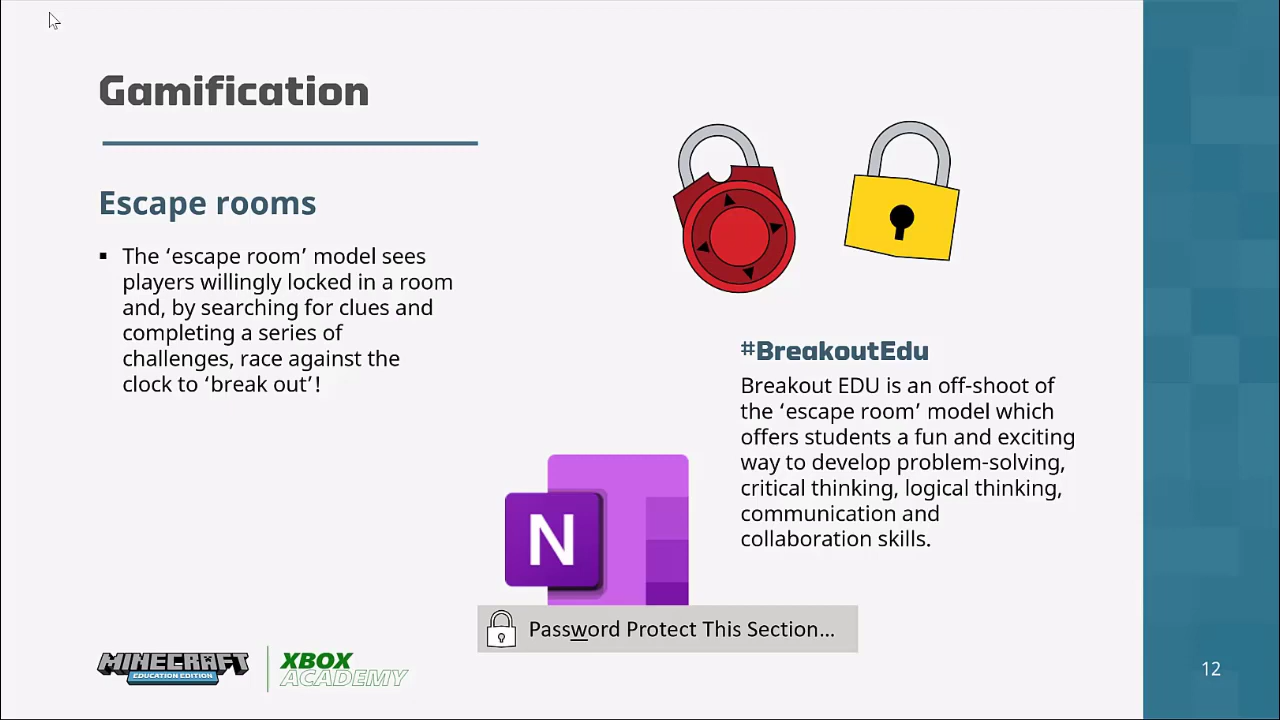 Gamification
Escape rooms
▪ The ‘escape room’ model sees
players willingly locked in a room
and, by searching for clues and
completing a series of
challenges, race against the
clock to ‘break out’!
#BreakoutEdu
Breakout EDU is an off-shoot of
the ‘escape room’ model which
offers students a fun and exciting
way to develop problem-solving,
critical thinking, logical thinking,
communication and
collaboration skills.
N
Password Protect This Section...
MINECRAFT
EDUCATION EDITION
XBOX
ACADEMY
12